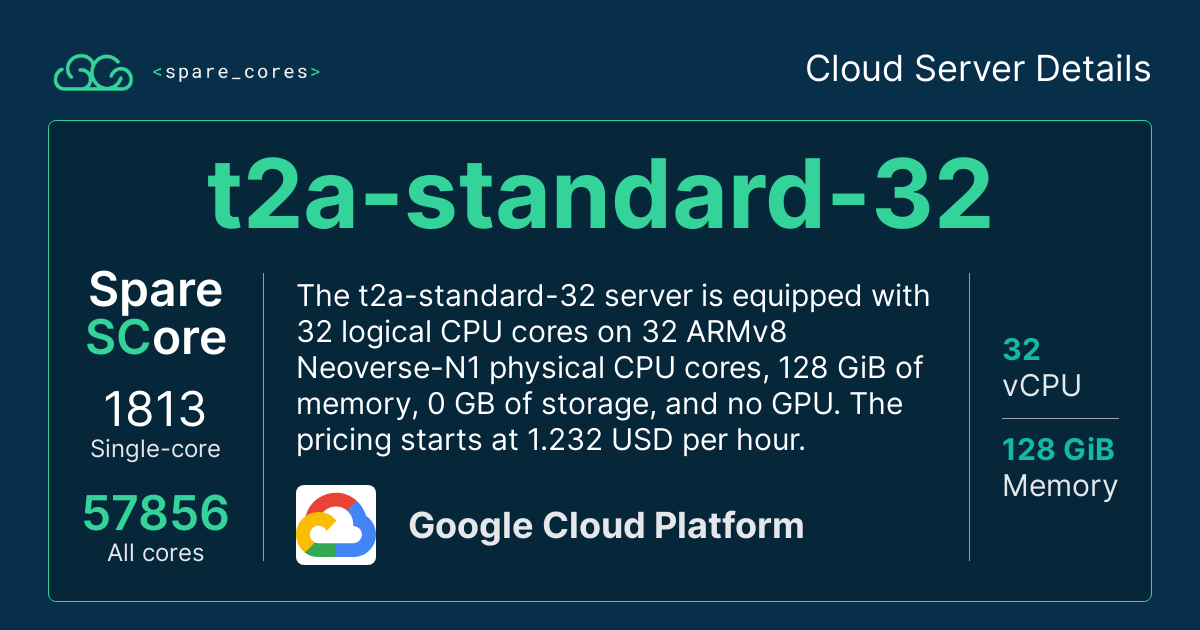 <spare_cores>
Cloud Server Details
t2a-standard-32
Spare
SCore
1813
Single-core
57856
All cores
The t2a-standard-32 server is equipped with
32 logical CPU cores on 32 ARMv8
Neoverse-N1 physical CPU cores, 128 GiB of
memory, 0 GB of storage, and no GPU. The
pricing starts at 1.232 USD per hour.
Google Cloud Platform
32
vCPU
128 GiB
Memory